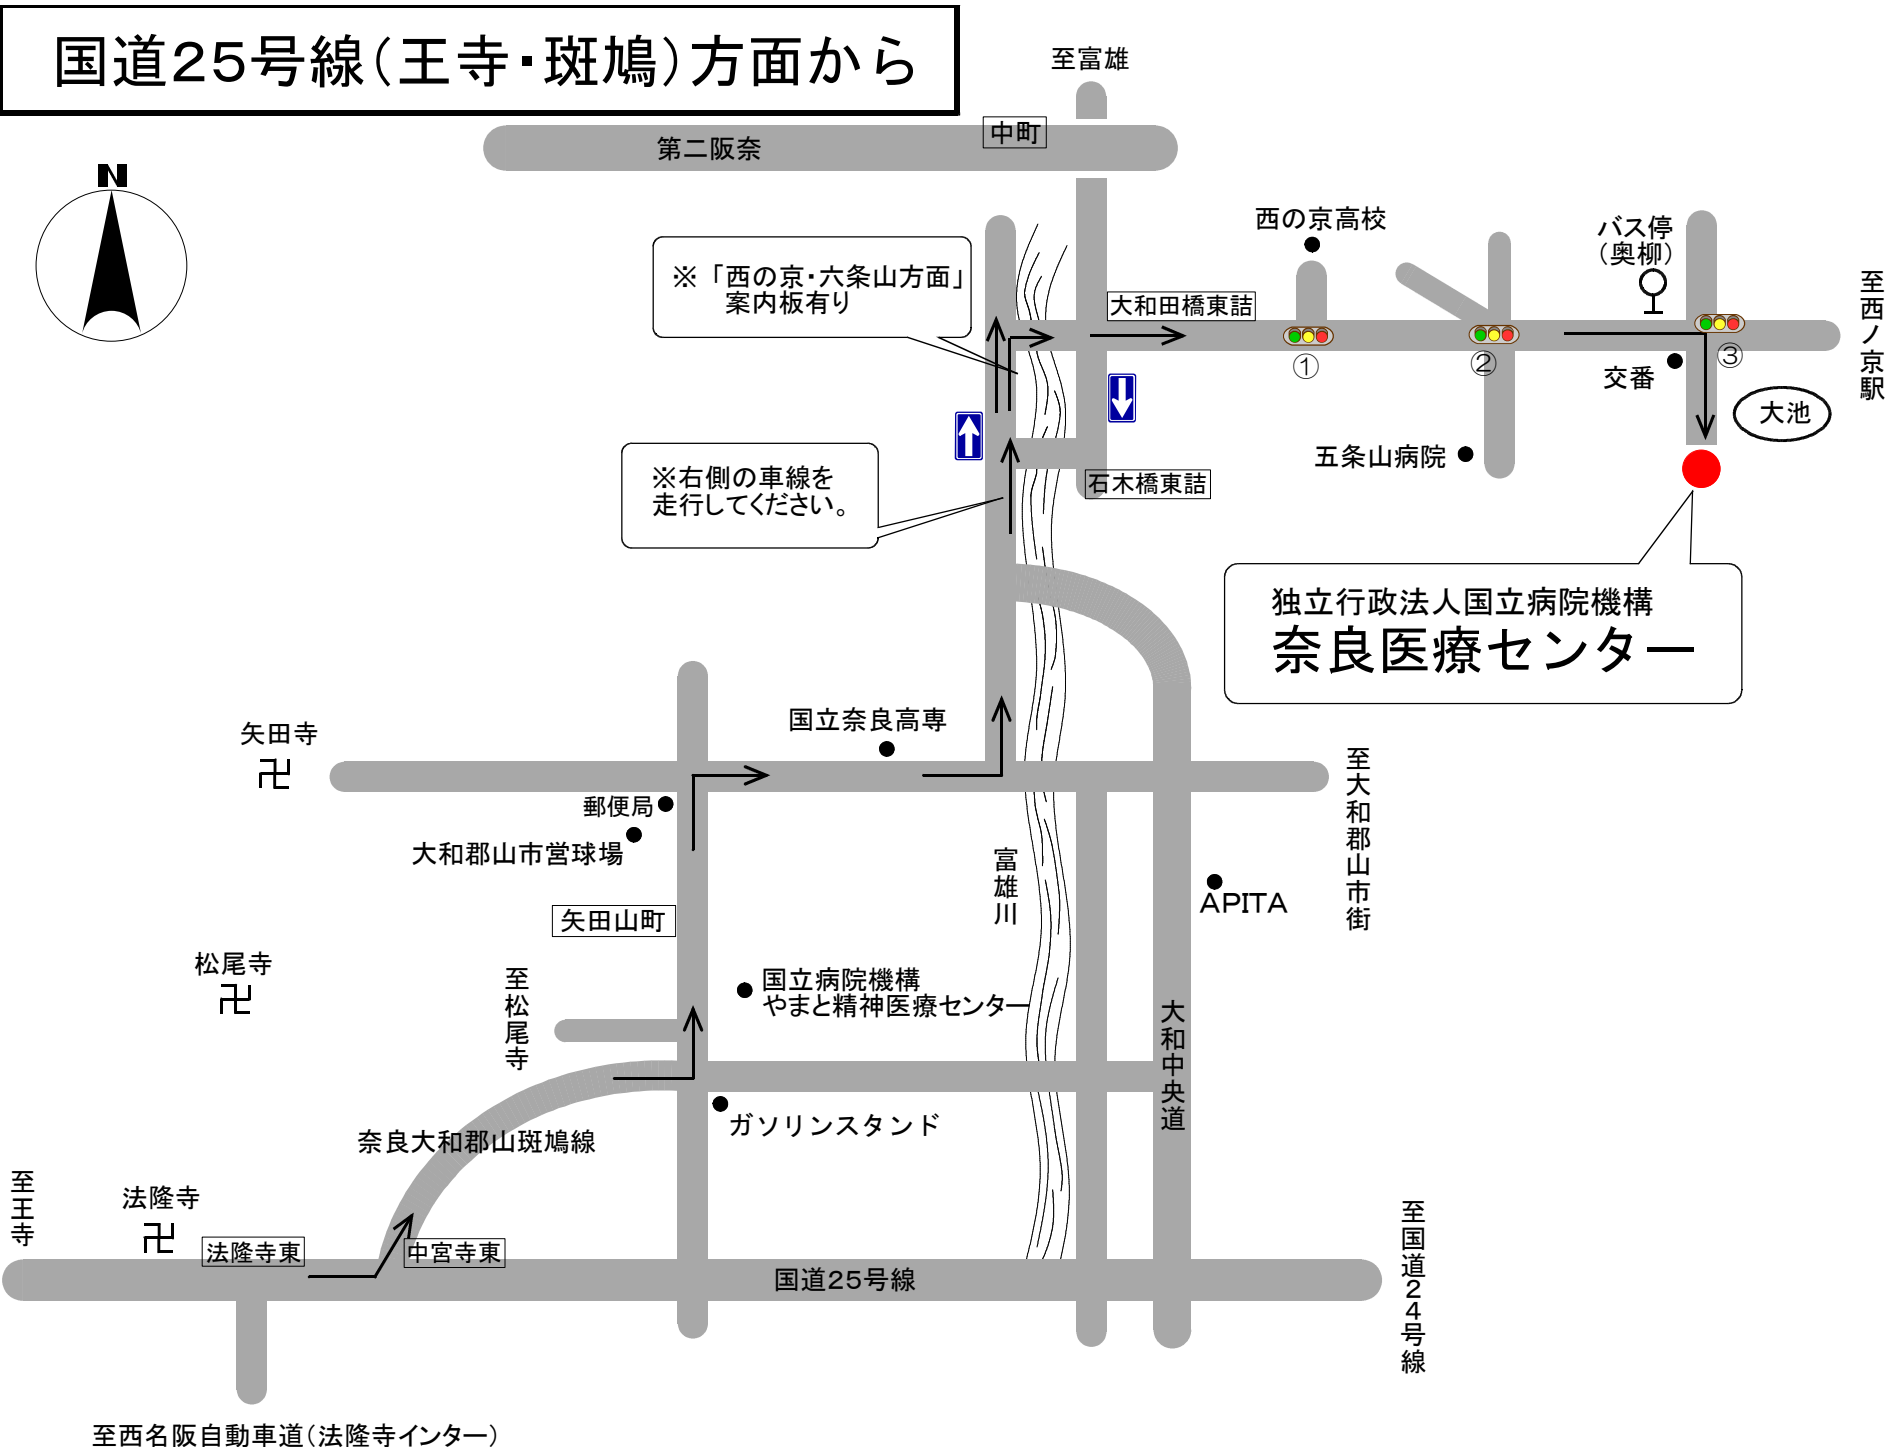 国道25号線(王寺・斑鳩)方面から
至富雄
中町
第二阪奈
N
西の京高校
バス停
(奥柳)
至西ノ京駅
※「西の京・六条山方面」
案内板有り
大和田橋東詰
①
②
③
交番
大池
五条山病院
※右側の車線を
走行してください。
石木橋東詰
独立行政法人国立病院機構
奈良医療センター
国立奈良高専
矢田寺
至大和郡山市街
郵便局
大和郡山市営球場
富雄川
APITA
矢田山町
松尾寺
至松尾寺
国立病院機構
やまと精神医療センター
大和中央道
ガソリンスタンド
奈良大和郡山斑鳩線
至王寺
法隆寺
法隆寺東
中宮寺東
国道25号線
至国道24号線
至西名阪自動車道(法隆寺インター)